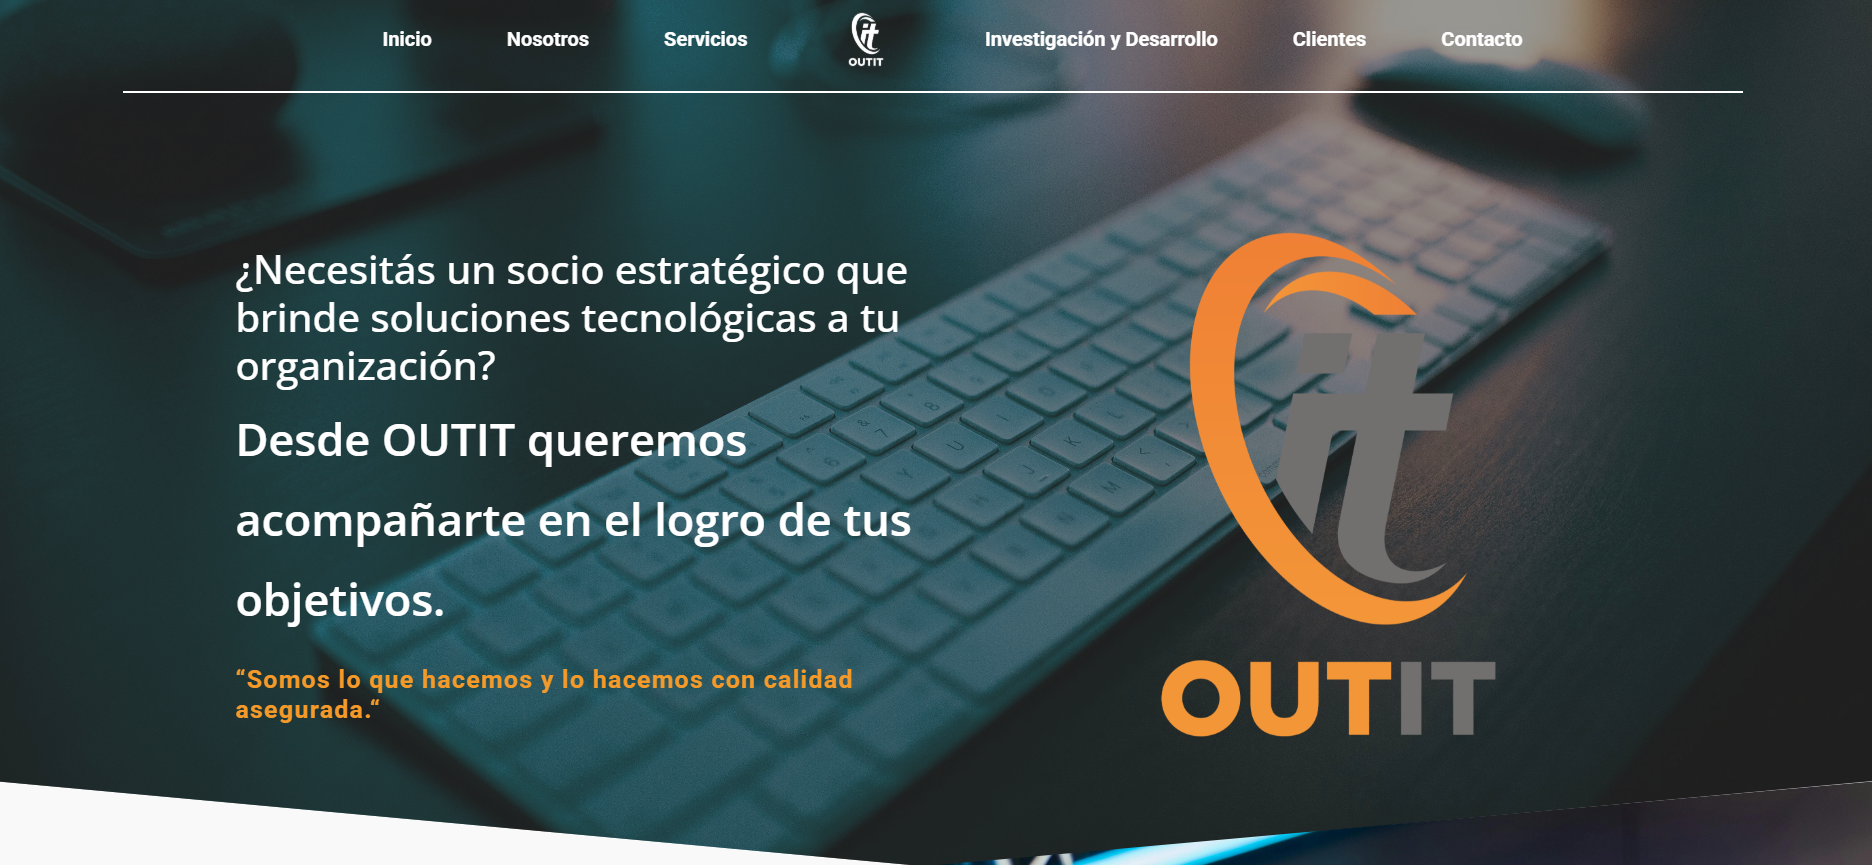 Inicio
Nosotros
Servicios
it
OUTIT
Investigación y Desarrollo
Clientes
Contacto
¿Necesitás un socio estratégico que
brinde soluciones tecnológicas a tu
organización?
Desde OUTIT queremos
acompañarte en el logro de tus
objetivos.
“Somos lo que hacemos y lo hacemos con calidad
asegurada.“
it
OUTIT